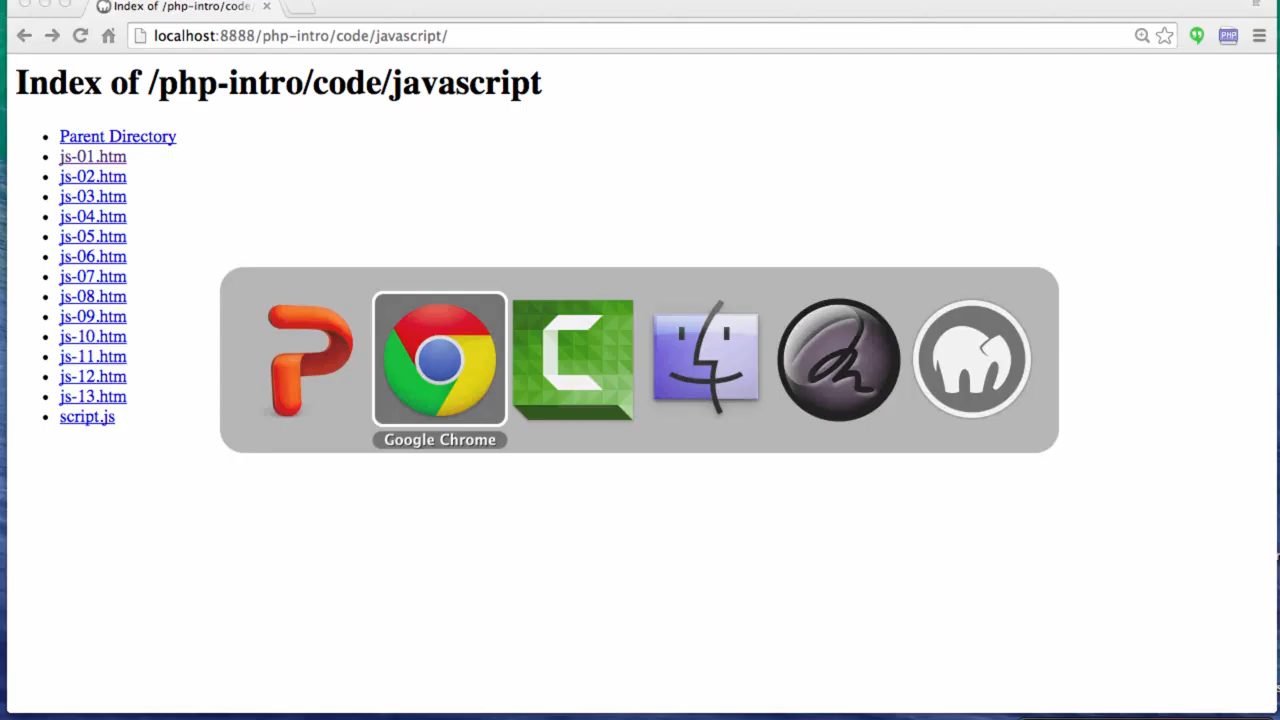 Index of /php-intro/code/
localhost:8888/php-intro/code/javascript/
PHP
Index of /php-intro/code/javascript
Parent Directory
js-01.htm
js-02.htm
js-03.htm
js-04.htm
js-05.htm
js-06.htm
js-07.htm
js-08.htm
js-09.htm
js-10.htm
js-11.htm
js-12.htm
js-13.htm
script.js
Google Chrome